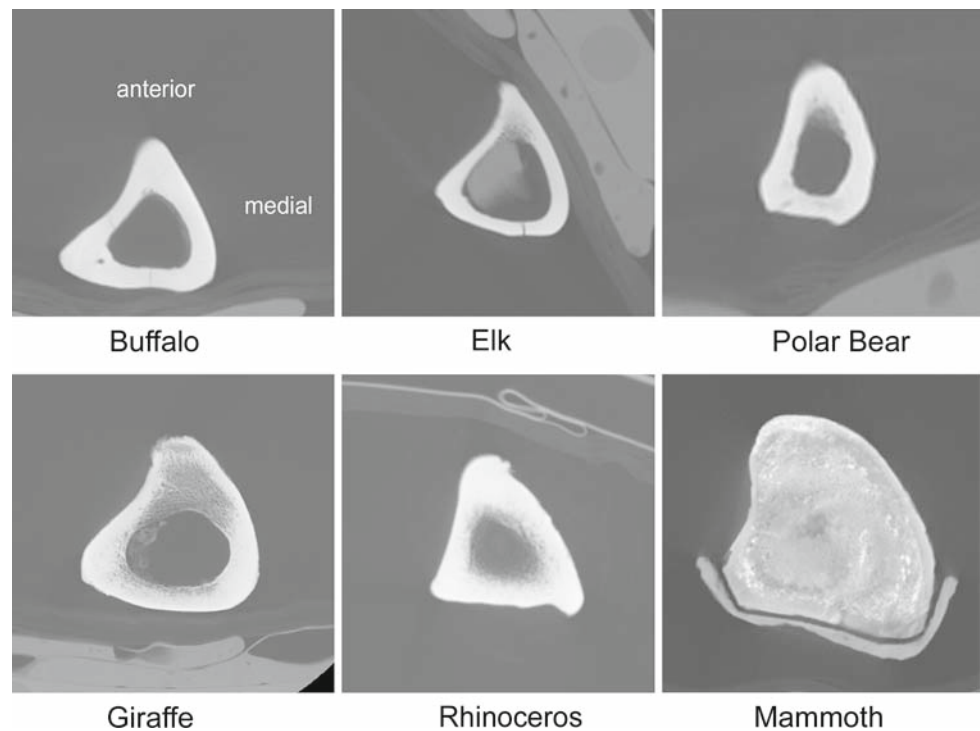 anterior
medial
Buffalo
Elk
Polar Bear
Giraffe
Rhinoceros
Mammoth